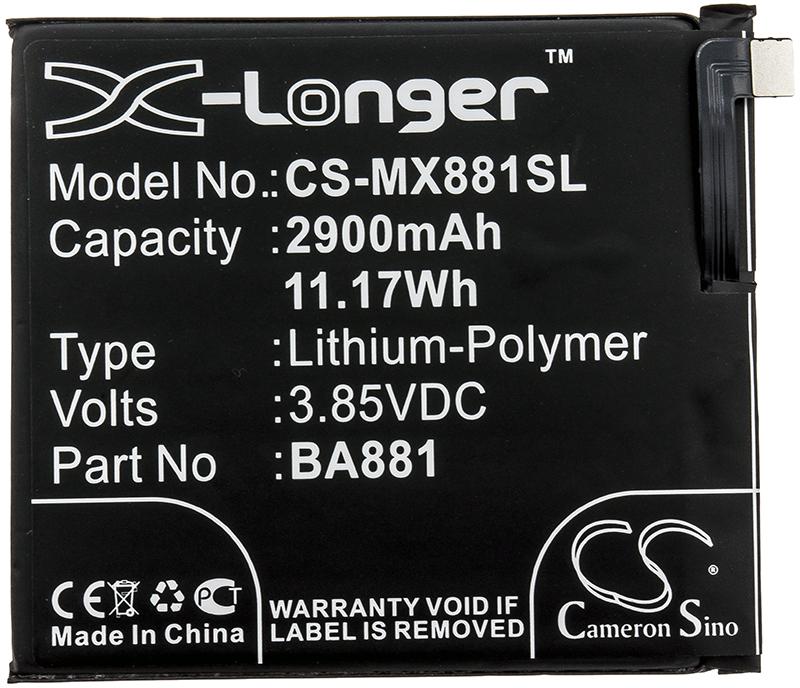 X-Longer™
Model No.:CS-MX881SL
Capacity :2900mAh
11.17Wh
Type :Lithium-Polymer
Volts :3.85VDC
Part No :BA881
CE PCT
Made In China
WARRANTY VOID IF
LABEL IS REMOVED
CS®
Cameron Sino